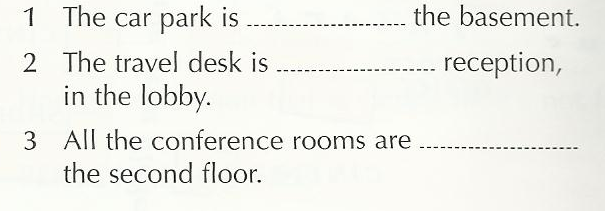 1 The car park is ........................ the basement.
2 The travel desk is ........................ reception,
in the lobby.
3 All the conference rooms are ........................
the second floor.